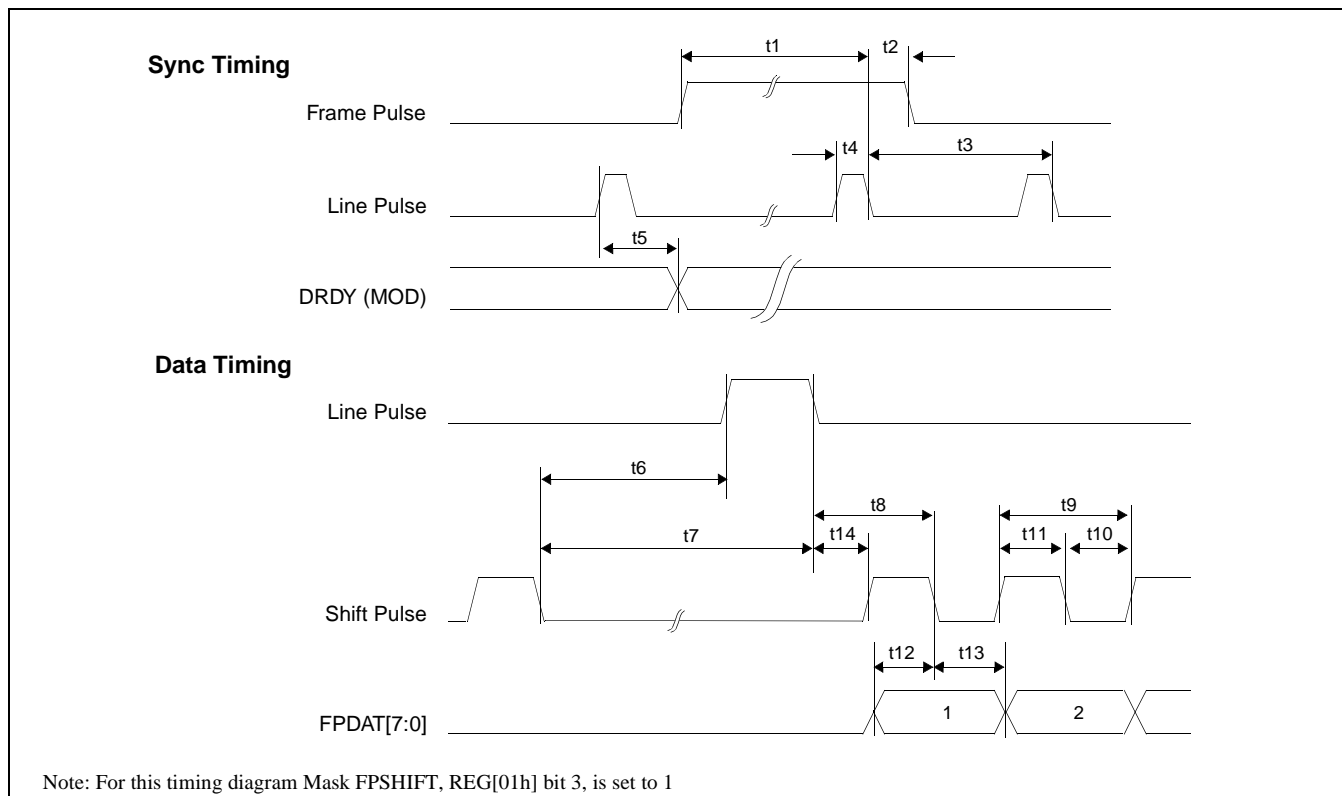 Sync Timing
t1
t2
Frame Pulse
t4
t3
Line Pulse
t5
DRDY (MOD)
Data Timing
Line Pulse
t6
t8
t9
t7
t14
t11
t10
Shift Pulse
t12
t13
FPDAT[7:0]
1
2
Note: For this timing diagram Mask FPSHIFT, REG[01h] bit 3, is set to 1